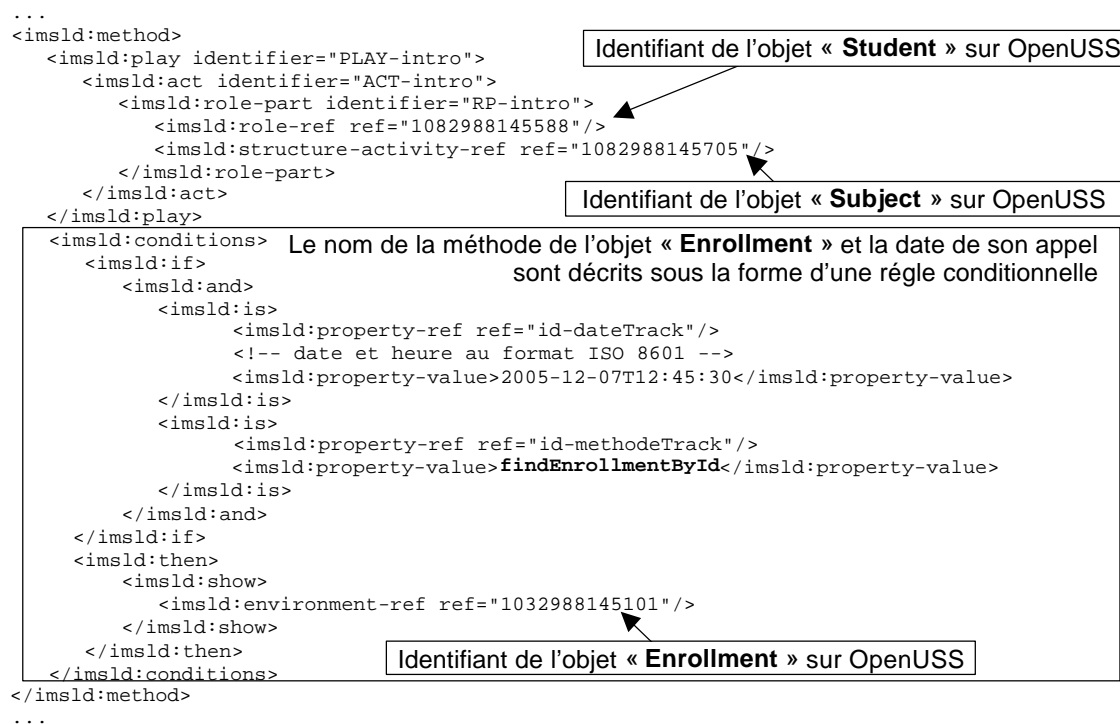 ...
<imsld:method>
<imsld:play identifier="PLAY-intro">
Identifiant de l'objet « Student » sur OpenUSS
<imsld:act identifier="ACT-intro">
<imsld:role-part identifier="RP-intro">
<imsld:role-ref ref="1082988145588"/>
<imsld:structure-activity-ref ref="1082988145705"/>
</imsld:role-part>
</imsld:act>
Identifiant de l'objet « Subject » sur OpenUSS
</imsld:play>
<imsld:conditions>
Le nom de la méthode de l'objet « Enrollment » et la date de son appel
sont décrits sous la forme d'une régle conditionnelle
<imsld:if>
<imsld:and>
<imsld:is>
<imsld:property-ref ref="id-dateTrack"/>
<!-- date et heure au format ISO 8601 -->
<imsld:property-value>2005-12-07T12:45:30</imsld:property-value>
</imsld:is>
<imsld:is>
<imsld:property-ref ref="id-methodeTrack"/>
<imsld:property-value>findEnrollmentById</imsld:property-value>
</imsld:is>
</imsld:and>
</imsld:if>
<imsld:then>
<imsld:show>
<imsld:environment-ref ref="1032988145101"/>
</imsld:show>
</imsld:then>
Identifiant de l'objet « Enrollment » sur OpenUSS
</imsld:conditions>
</imsld:method>
...